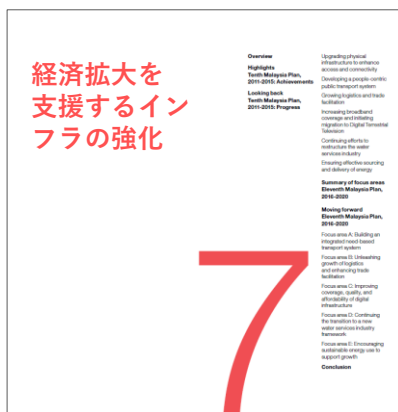 経済拡大を
支援するイン
フラの強化
Overview
Highlights
Tenth Malaysia Plan,
2011-2015: Achievements
Looking back
Tenth Malaysia Plan,
2011-2015: Progress
Upgrading physical
infrastructure to enhance
access and connectivity
Developing a people-centric
public transport system
Growing logistics and trade
facilitation
Increasing broadband
coverage and initiating
migration to Digital Terrestrial
Television
Continuing efforts to
restructure the water
services industry
Ensuring effective sourcing
and delivery of energy
Summary of focus areas
Eleventh Malaysia Plan,
2016-2020
Moving forward
Eleventh Malaysia Plan,
2016-2020
Focus area A: Building an
integrated need-based
transport system
Focus area B: Unleashing
growth of logistics
and enhancing trade
facilitation
Focus area C: Improving
coverage, quality, and
affordability of digital
infrastructure
Focus area D: Continuing
the transition to a new
water services industry
framework
Focus area E: Encouraging
sustainable energy use to
support growth
Conclusion
7